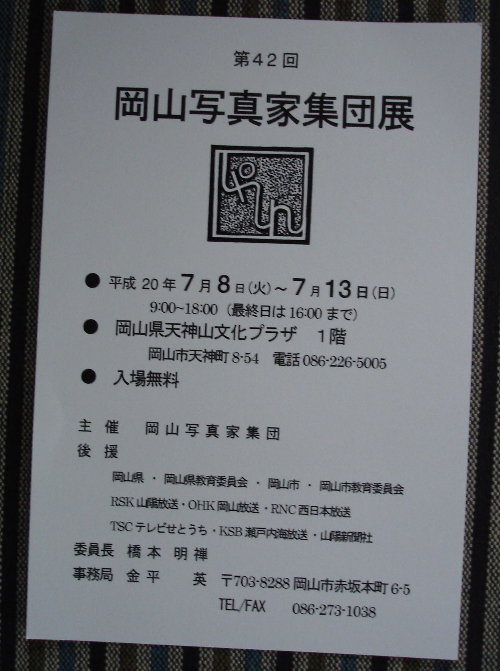 第42回
岡山写真家集団展
しゃしん
● 平成 20 年 7 月 8 日(火)～ 7 月 13 日(日)
9:00~18:00 (最終日は 16:00 まで)
● 岡山県天神山文化プラザ 1階
岡山市天神町 8-54 電話 086-226-5005
● 入場無料
主催 岡山写真家集団
後援
岡山県 ・ 岡山県教育委員会 ・ 岡山市 ・ 岡山市教育委員会
RSK 山陽放送・OHK 岡山放送・RNC 西日本放送
TSC テレビせとうち・KSB 瀬戸内海放送・山陽新聞社
委員長 橋本 明禅
事務局 金平 英 〒703-8288 岡山市赤坂本町 6-5
TEL/FAX 086-273-1038